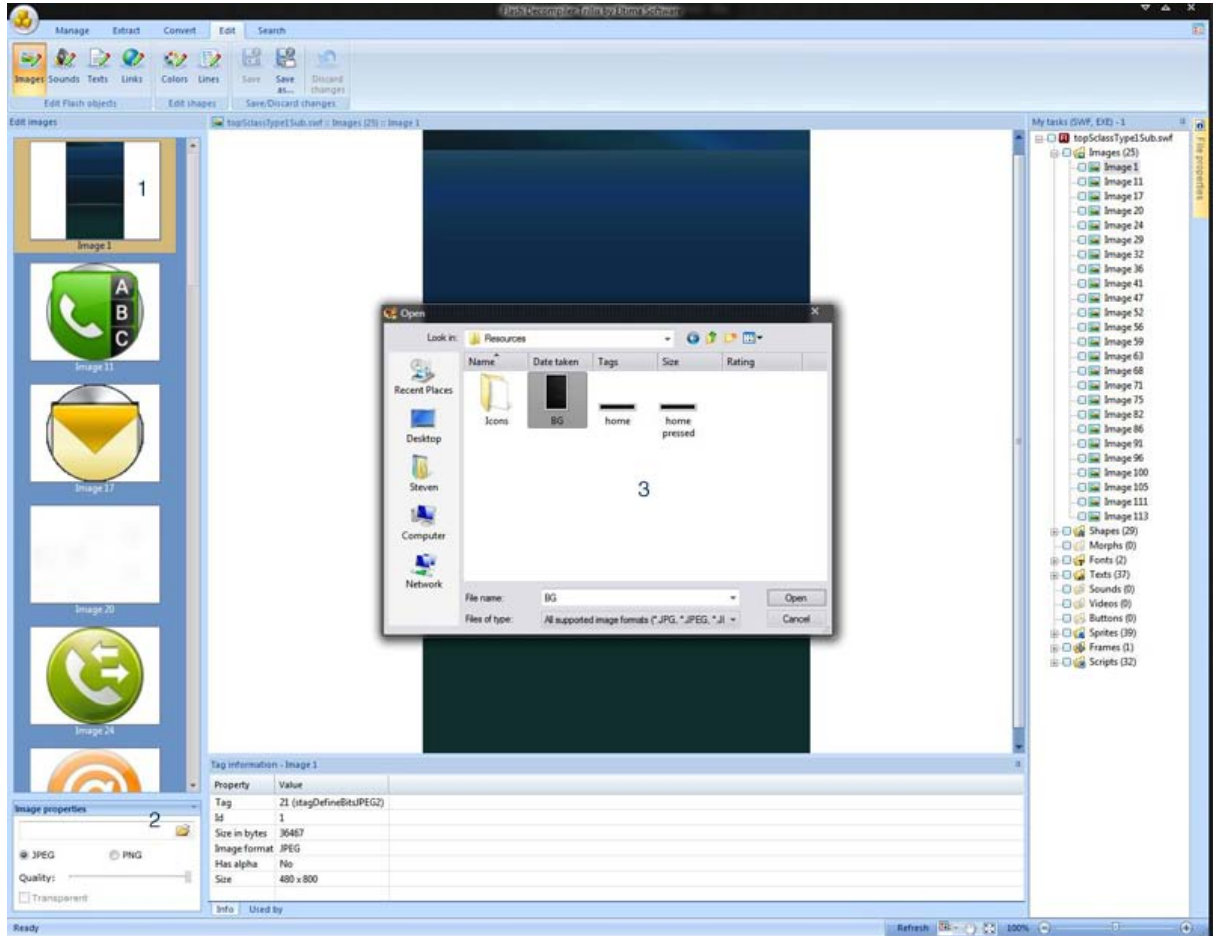 Flash Decompiler Trillix by Eltima Software
Manage Extract Convert Edit Search
Images Sounds Texts Links Colors Lines Save Save as... Discard changes
Edit Flash objects Edit shapes Save/Discard changes
Edit images
topSclassType1Sub.swf :: Images (25) :: Image 1
My tasks (SWF, EXE) - 1
File properties
1
Image 1
A
B
C
Image 11
Image 17
Image 20
Image 24
Image properties
2
JPEG PNG
Quality:
Transparent
Open
Look in: Resources
Name Date taken Tags Size Rating
Recent Places
Desktop
Steven
Computer
Network
Icons BG home home pressed
3
File name: BG Open
Files of type: All supported image formats (*.JPG, *.JPEG, *.JI Cancel
Tag information - Image 1
Property Value
Tag 21 (stagDefineBitsJPEG2)
Id 1
Size in bytes 36467
Image format JPEG
Has alpha No
Size 480 x 800
Info Used by
topSclassType1Sub.swf
Images (25)
Image 1
Image 11
Image 17
Image 20
Image 24
Image 29
Image 32
Image 36
Image 41
Image 47
Image 52
Image 56
Image 59
Image 63
Image 68
Image 71
Image 75
Image 82
Image 86
Image 91
Image 96
Image 100
Image 105
Image 111
Image 113
Shapes (29)
Morphs (0)
Fonts (2)
Texts (37)
Sounds (0)
Videos (0)
Buttons (0)
Sprites (39)
Frames (1)
Scripts (32)
Ready Refresh 100%